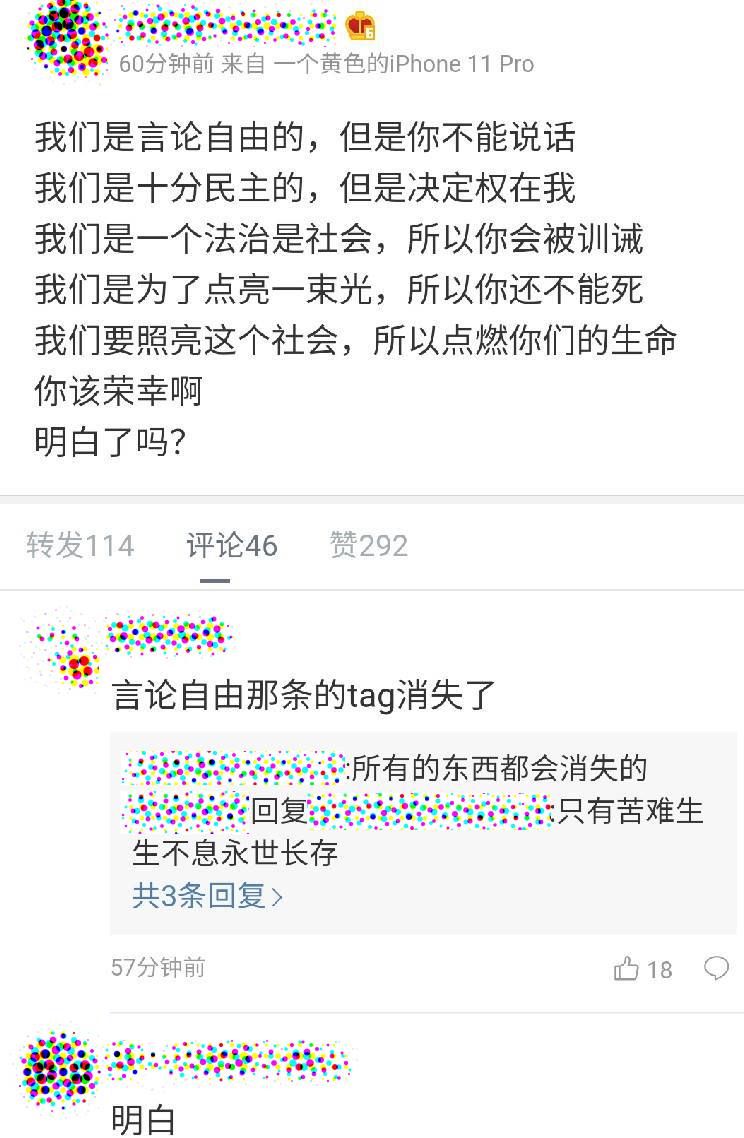 60分钟前 来自 一个黄色的iPhone 11 Pro
我们是言论自由的，但是你不能说话
我们是十分民主的，但是决定权在我
我们是一个法治是社会，所以你会被训诫
我们是为了点亮一束光，所以你还不能死
我们要照亮这个社会，所以点燃你们的生命
你该荣幸啊
明白了吗？
转发114 评论46 赞292
言论自由那条的tag消失了
:所有的东西都会消失的
回复 :只有苦难生
生不息永世长存
共3条回复>
57分钟前 18
明白